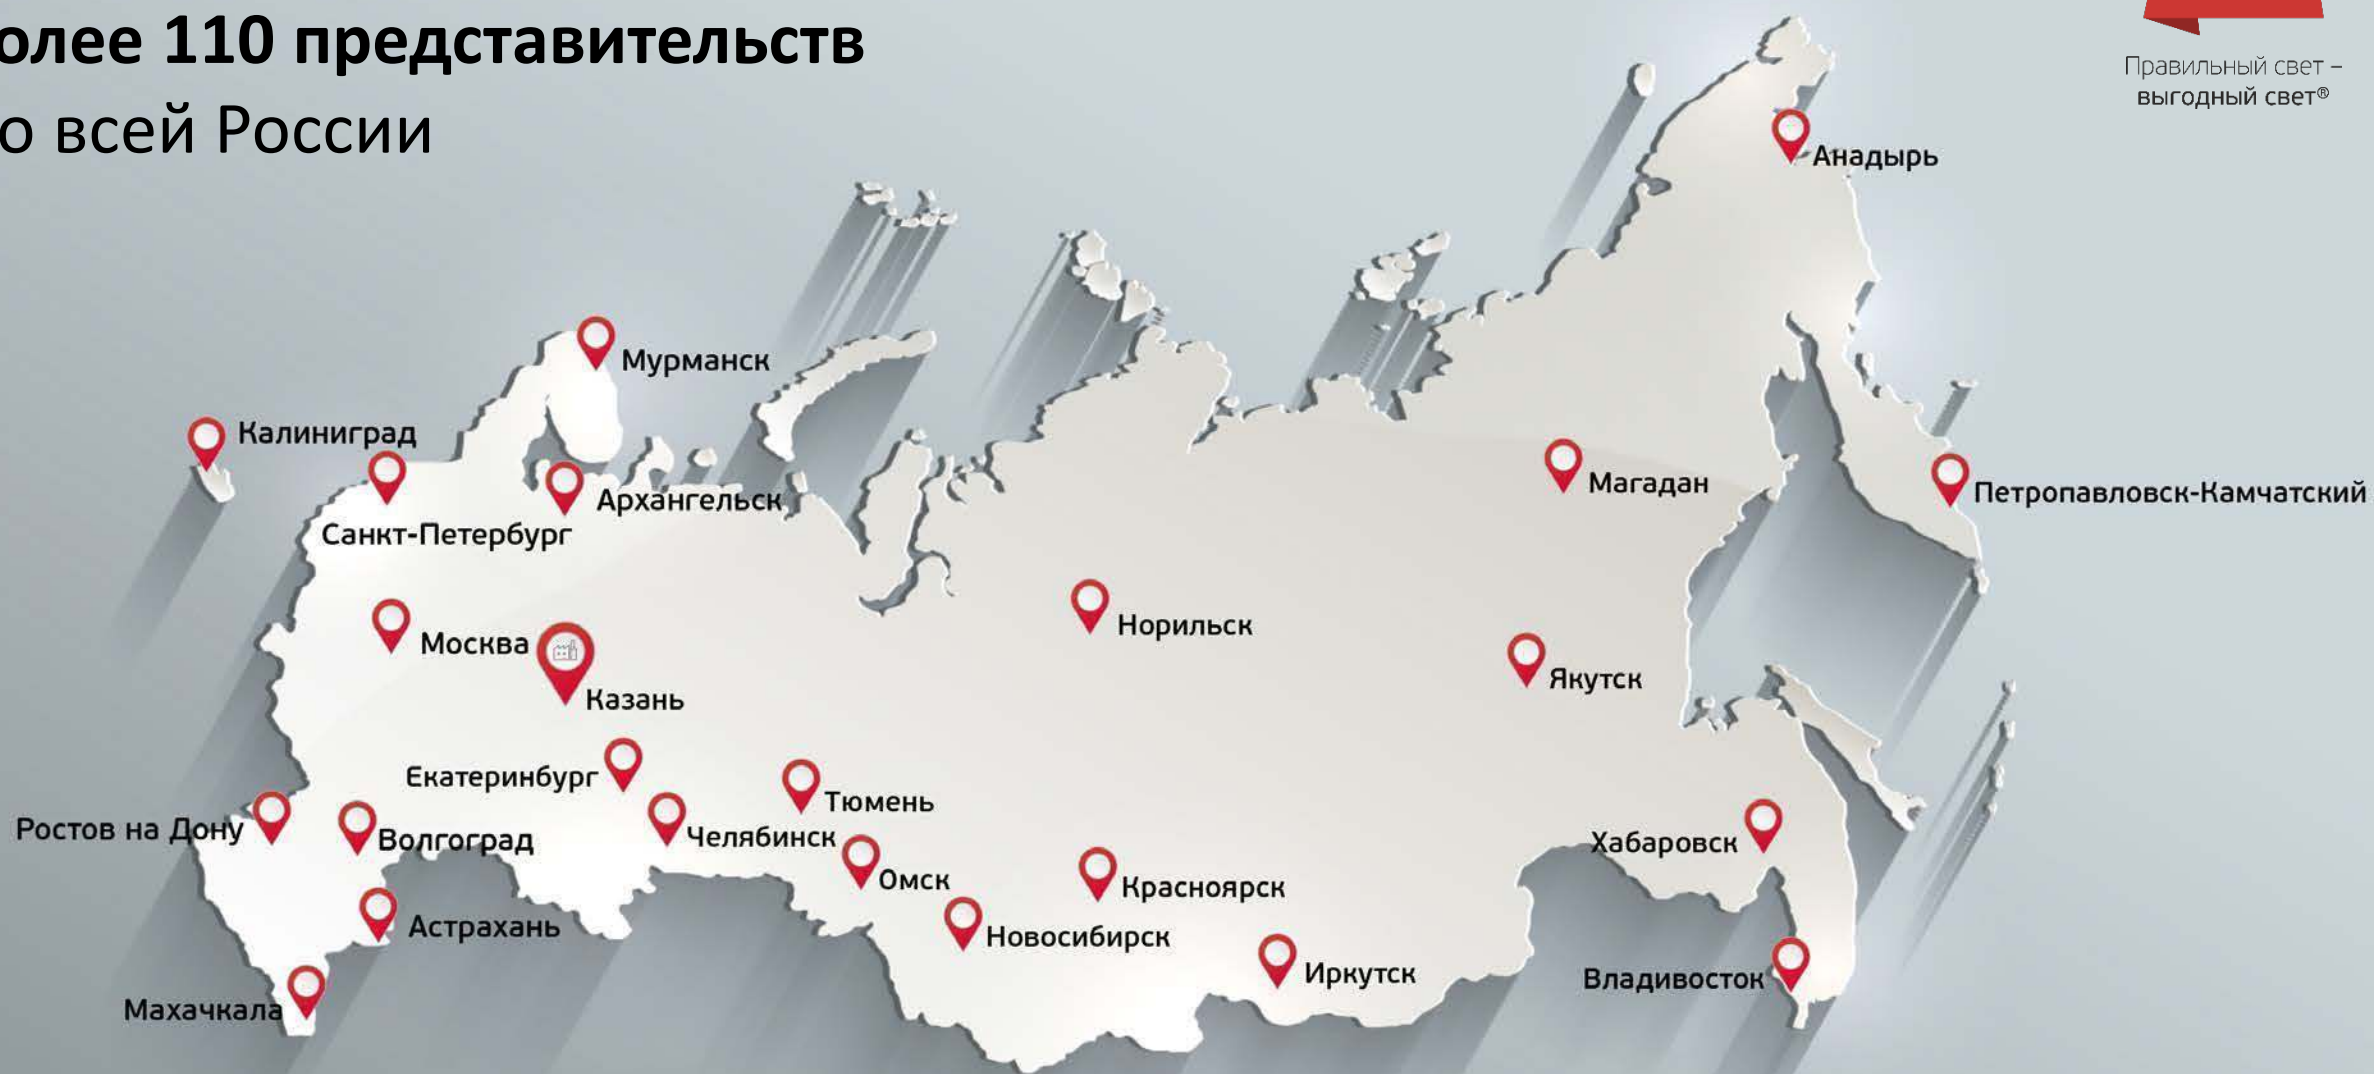 олее 110 представительств
о всей России
Правильный свет –
выгодный свет®
Анадырь
Мурманск
Калиниград
Архангельск
Санкт-Петербург
Магадан
Петропавловск-Камчатский
Норильск
Москва
Якутск
Казань
Екатеринбург
Тюмень
Ростов на Дону
Волгоград
Челябинск
Хабаровск
Омск
Красноярск
Астрахань
Новосибирск
Иркутск
Владивосток
Махачкала